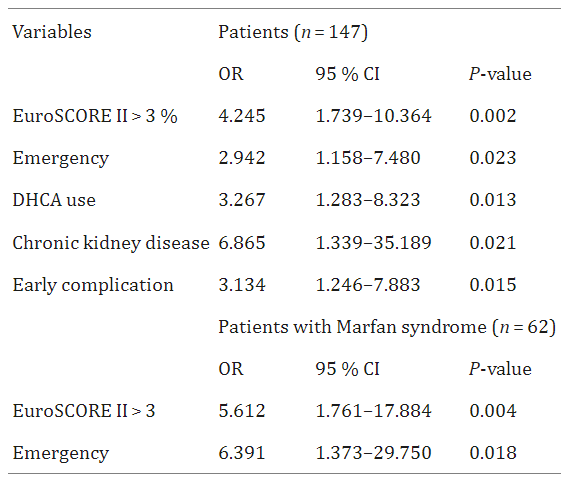 Variables Patients (n = 147)
OR 95 % CI P-value
EuroSCORE II > 3 % 4.245 1.739–10.364 0.002
Emergency 2.942 1.158–7.480 0.023
DHCA use 3.267 1.283–8.323 0.013
Chronic kidney disease 6.865 1.339–35.189 0.021
Early complication 3.134 1.246–7.883 0.015
Patients with Marfan syndrome (n = 62)
OR 95 % CI P-value
EuroSCORE II > 3 5.612 1.761–17.884 0.004
Emergency 6.391 1.373–29.750 0.018